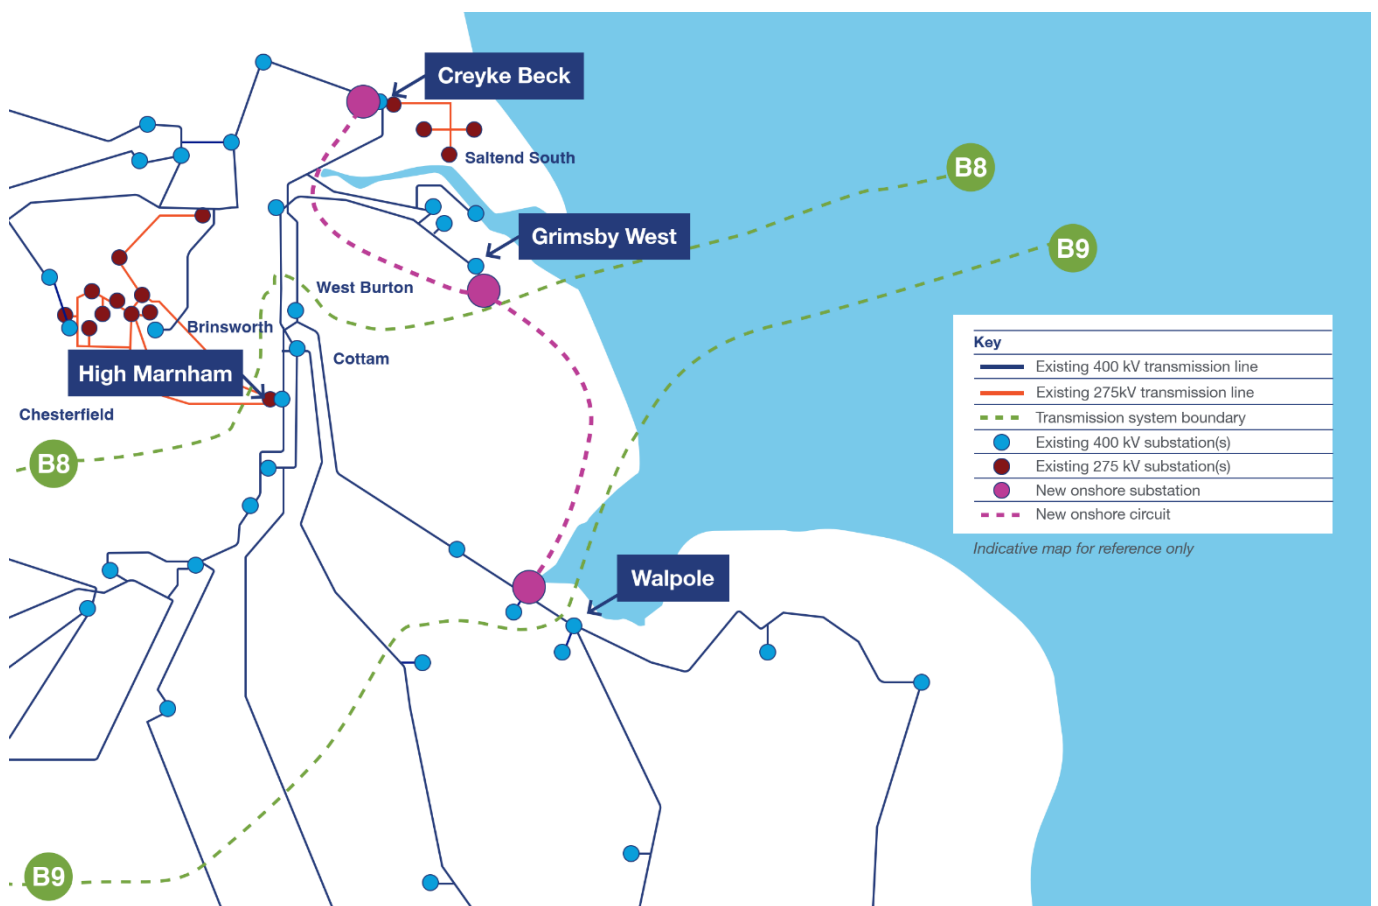 Creyke Beck
Saltend South
B8
Grimsby West
B9
West Burton
Brinsworth
Cottam
High Marnham
Chesterfield
B8
Key
Existing 400 kV transmission line
Existing 275kV transmission line
Transmission system boundary
Existing 400 kV substation(s)
Existing 275 kV substation(s)
New onshore substation
New onshore circuit
Indicative map for reference only
Walpole
B9